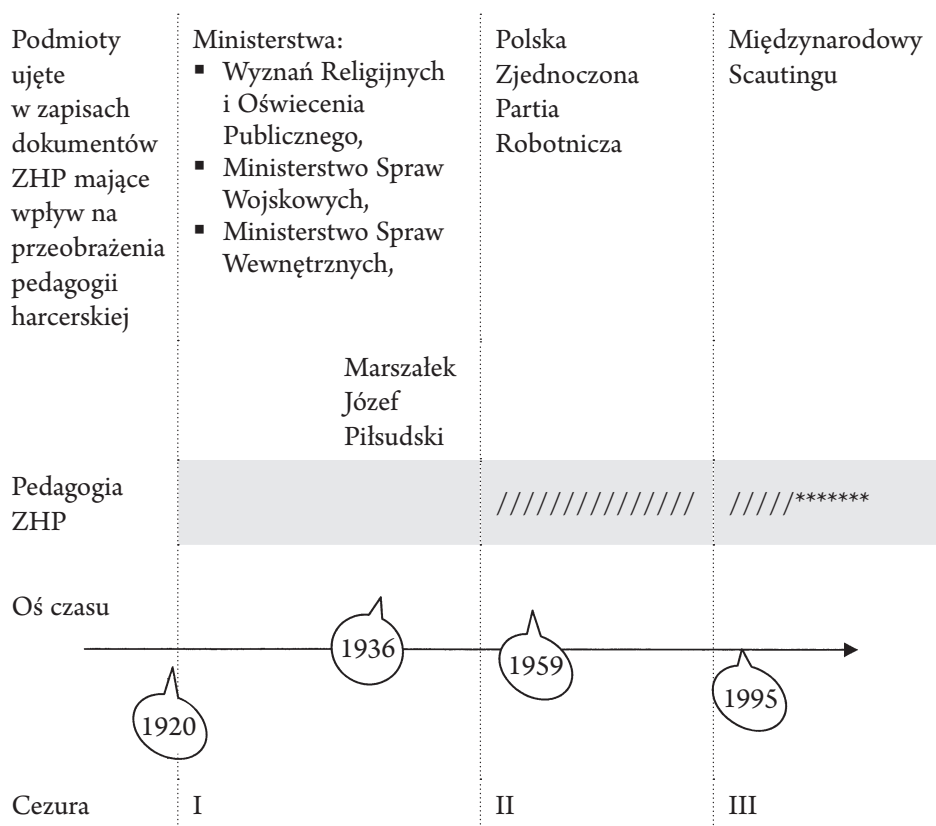 Podmioty
ujęte
w zapisach
dokumentów
ZHP mające
wpływ na
przeobrażenia
pedagogii
harcerskiej
Ministerstwa:
▪ Wyznań Religijnych
i Oświecenia
Publicznego,
▪ Ministerstwo Spraw
Wojskowych,
▪ Ministerstwo Spraw
Wewnętrznych,
Marszałek
Józef
Piłsudski
Polska
Zjednoczona
Partia
Robotnicza
Międzynarodowy
Scautingu
Pedagogia
ZHP
///////////////
/////*******
Oś czasu
1920
1936
1959
1995
Cezura
I
II
III